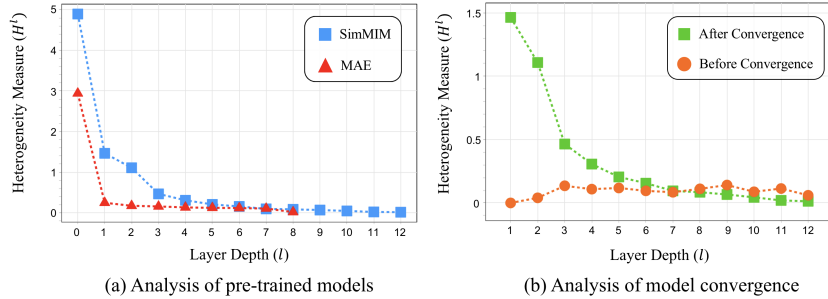 5
4
3
2
1
0
Heterogeneity Measure (H^l)
SimMIM
MAE
0 1 2 3 4 5 6 7 8 9 10 11 12
Layer Depth (l)
(a) Analysis of pre-trained models
1.5
1
0.5
0
Heterogeneity Measure (H^l)
After Convergence
Before Convergence
1 2 3 4 5 6 7 8 9 10 11 12
Layer Depth (l)
(b) Analysis of model convergence